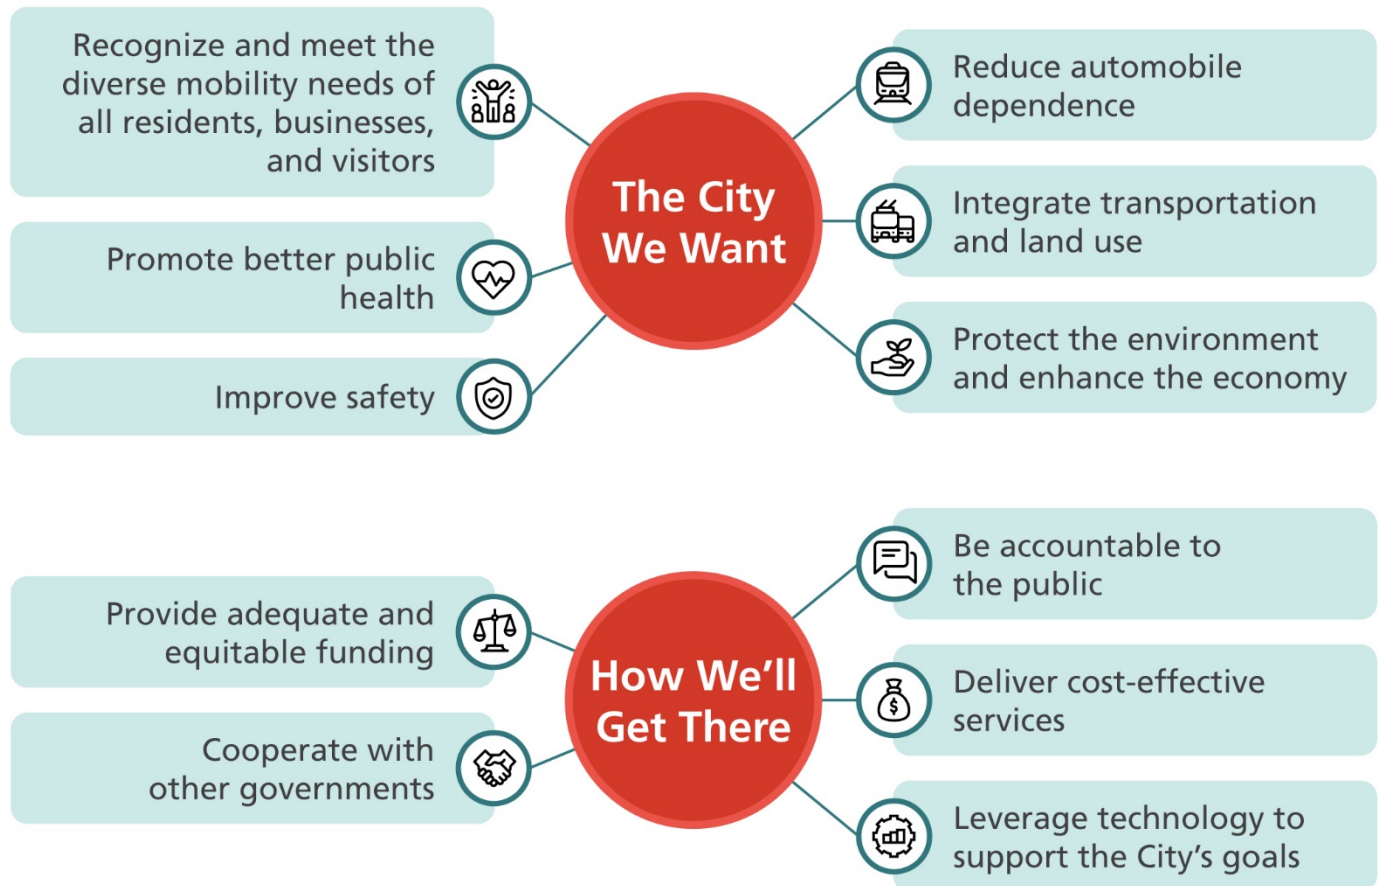 Recognize and meet the
diverse mobility needs of
all residents, businesses,
and visitors
Promote better public
health
Improve safety
The City
We Want
Reduce automobile
dependence
Integrate transportation
and land use
Protect the environment
and enhance the economy
Provide adequate and
equitable funding
Cooperate with
other governments
How We’ll
Get There
Be accountable to
the public
$
Deliver cost-effective
services
Leverage technology to
support the City’s goals